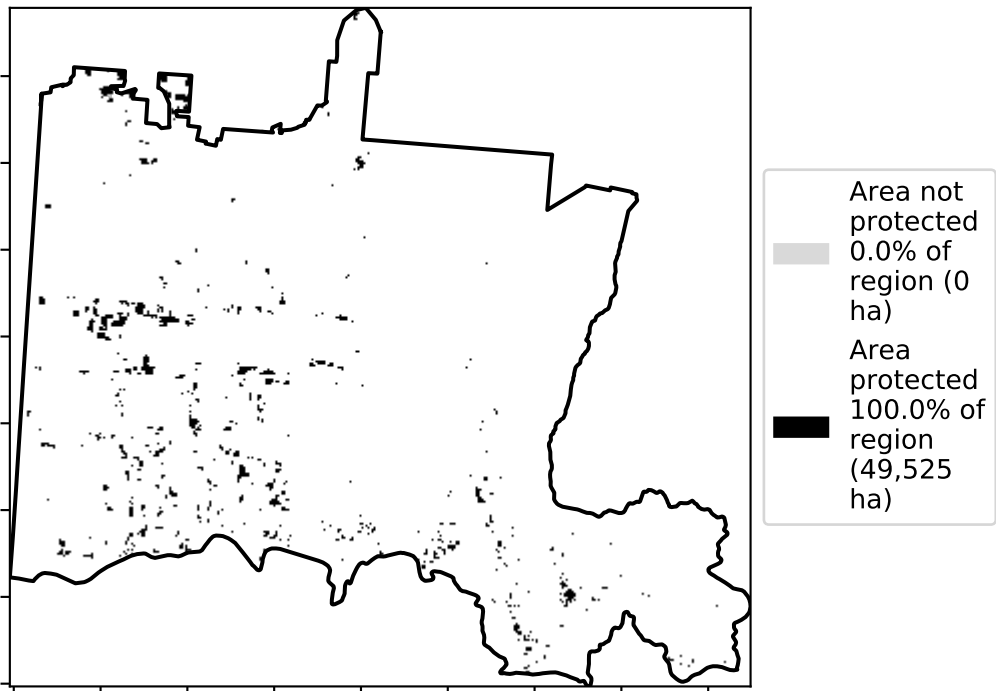 Area not
protected
0.0% of
region (0
ha)
Area
protected
100.0% of
region
(49,525
ha)